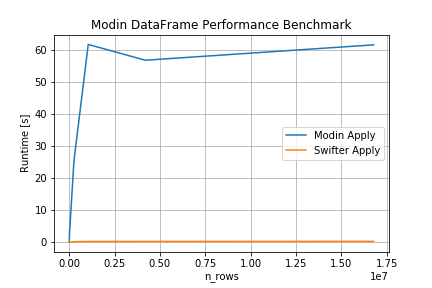 Modin DataFrame Performance Benchmark
60
50
40
30
20
10
0
Runtime [s]
Modin Apply
Swifter Apply
0.00 0.25 0.50 0.75 1.00 1.25 1.50 1.75
1e7
n_rows